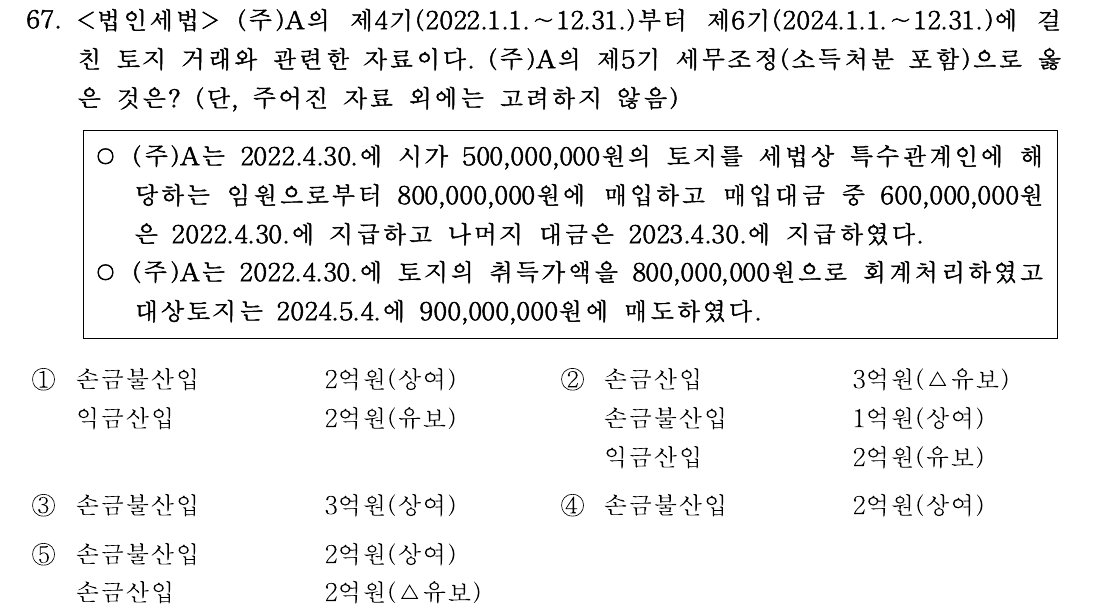 67. <법인세법> (주)A의 제4기(2022.1.1.~12.31.)부터 제6기(2024.1.1.~12.31.)에 걸
친 토지 거래와 관련한 자료이다. (주)A의 제5기 세무조정(소득처분 포함)으로 옳
은 것은? (단, 주어진 자료 외에는 고려하지 않음)
○ (주)A는 2022.4.30.에 시가 500,000,000원의 토지를 세법상 특수관계인에 해
당하는 임원으로부터 800,000,000원에 매입하고 매입대금 중 600,000,000원
은 2022.4.30.에 지급하고 나머지 대금은 2023.4.30.에 지급하였다.
○ (주)A는 2022.4.30.에 토지의 취득가액을 800,000,000원으로 회계처리하였고
대상토지는 2024.5.4.에 900,000,000원에 매도하였다.
① 손금불산입 2억원(상여) ② 손금산입 3억원(△유보)
익금산입 2억원(유보) 손금불산입 1억원(상여)
익금산입 2억원(유보)
③ 손금불산입 3억원(상여) ④ 손금불산입 2억원(상여)
⑤ 손금불산입 2억원(상여)
손금산입 2억원(△유보)